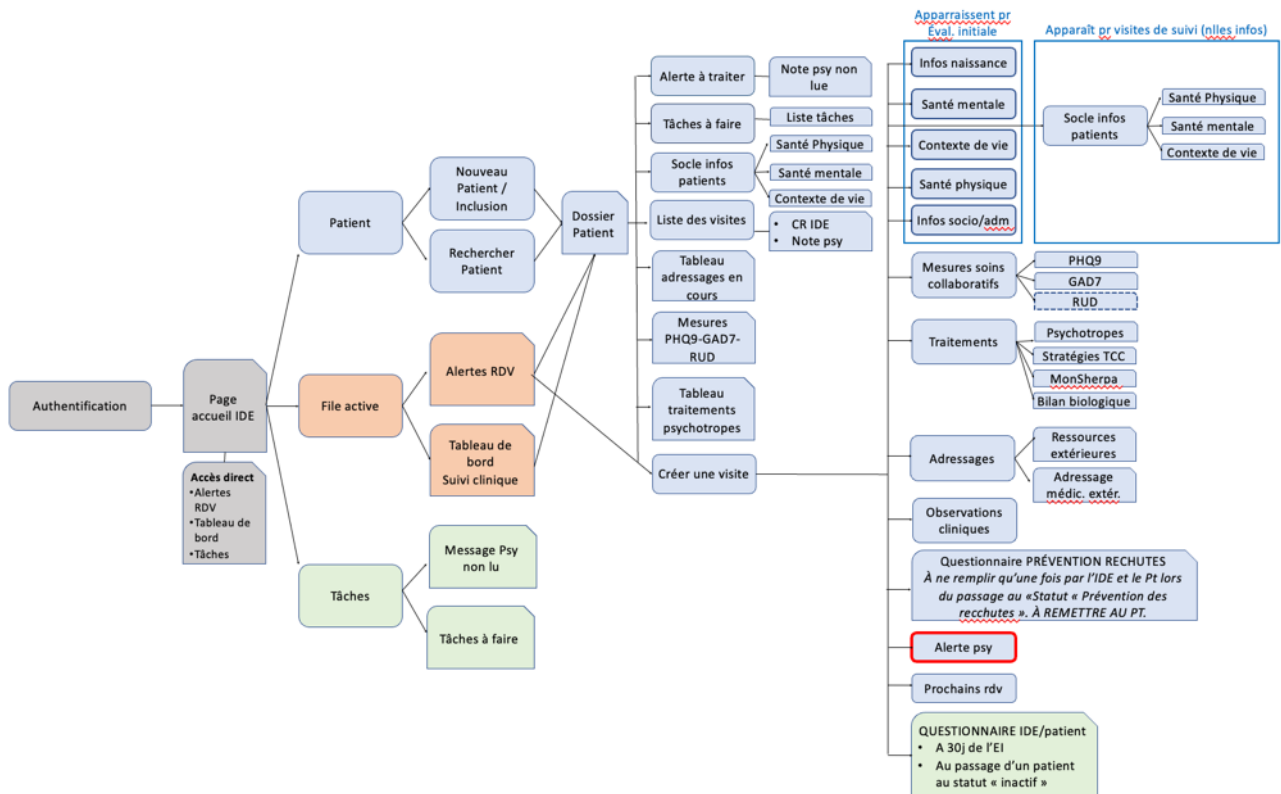 Authentification
Page
accueil IDE
Accès direct
•Alertes
RDV
•Tableau de
bord
•Tâches
Patient
File active
Tâches
Nouveau
Patient /
Inclusion
Rechercher
Patient
Alertes RDV
Tableau de
bord
Suivi clinique
Message Psy
non lu
Tâches à faire
Dossier
Patient
Alerte à traiter
Note psy non
lue
Tâches à faire
Liste tâches
Socle infos
patients
Santé Physique
Santé mentale
Contexte de vie
Liste des visites
• CR IDE
• Note psy
Tableau
adressages en
cours
Mesures
PHQ9-GAD7-
RUD
Tableau
traitements
psychotropes
Créer une visite
Apparraissent pr
Éval. initiale
Infos naissance
Santé mentale
Contexte de vie
Santé physique
Infos socio/adm
Apparaît pr visites de suivi (nlles infos)
Socle infos
patients
Santé Physique
Santé mentale
Contexte de vie
Mesures soins
collaboratifs
PHQ9
GAD7
RUD
Traitements
Psychotropes
Stratégies TCC
MonSherpa
Bilan biologique
Adressages
Ressources
extérieures
Adressage
médic. extér.
Observations
cliniques
Questionnaire PRÉVENTION RECHUTES
À ne remplir qu’une fois par l’IDE et le Pt lors
du passage au «Statut « Prévention des
recchutes ». À REMETTRE AU PT.
Alerte psy
Prochains rdv
QUESTIONNAIRE IDE/patient
• A 30j de l’EI
• Au passage d’un patient
au statut « inactif »